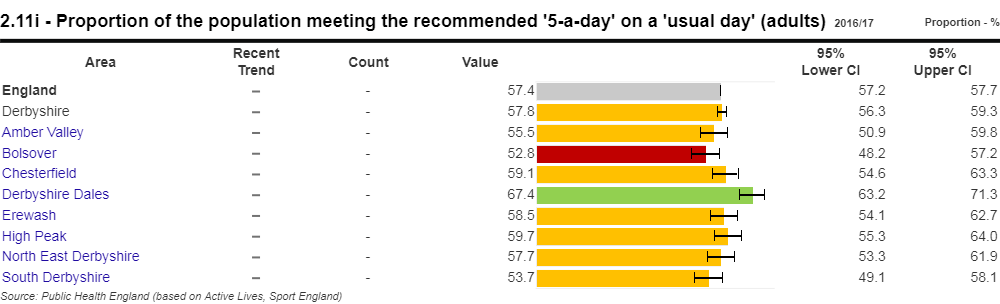 2.11i - Proportion of the population meeting the recommended '5-a-day' on a 'usual day' (adults) 2016/17 Proportion - %
Area Recent Trend Count Value 95% Lower CI 95% Upper CI
England – - 57.4 57.2 57.7
Derbyshire – - 57.8 56.3 59.3
Amber Valley – - 55.5 50.9 59.8
Bolsover – - 52.8 48.2 57.2
Chesterfield – - 59.1 54.6 63.3
Derbyshire Dales – - 67.4 63.2 71.3
Erewash – - 58.5 54.1 62.7
High Peak – - 59.7 55.3 64.0
North East Derbyshire – - 57.7 53.3 61.9
South Derbyshire – - 53.7 49.1 58.1
Source: Public Health England (based on Active Lives, Sport England)